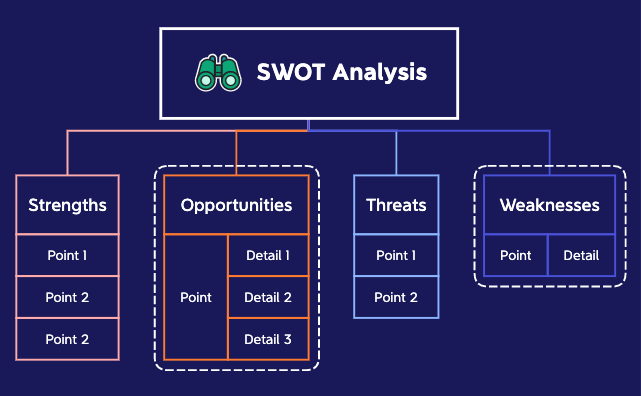 SWOT Analysis
Strengths
Point 1
Point 2
Point 2
Opportunities
Point
Detail 1
Detail 2
Detail 3
Threats
Point 1
Point 2
Weaknesses
Point
Detail